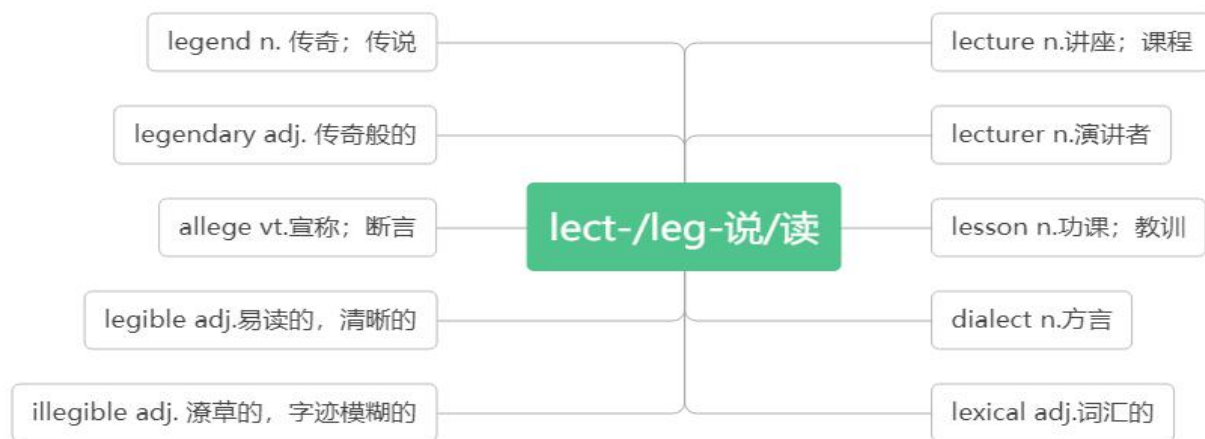 legend n. 传奇；传说
legendary adj. 传奇般的
allege vt.宣称；断言
legible adj.易读的，清晰的
illegible adj. 潦草的，字迹模糊的
lect-/leg-说/读
lecture n.讲座；课程
lecturer n.演讲者
lesson n.功课；教训
dialect n.方言
lexical adj.词汇的